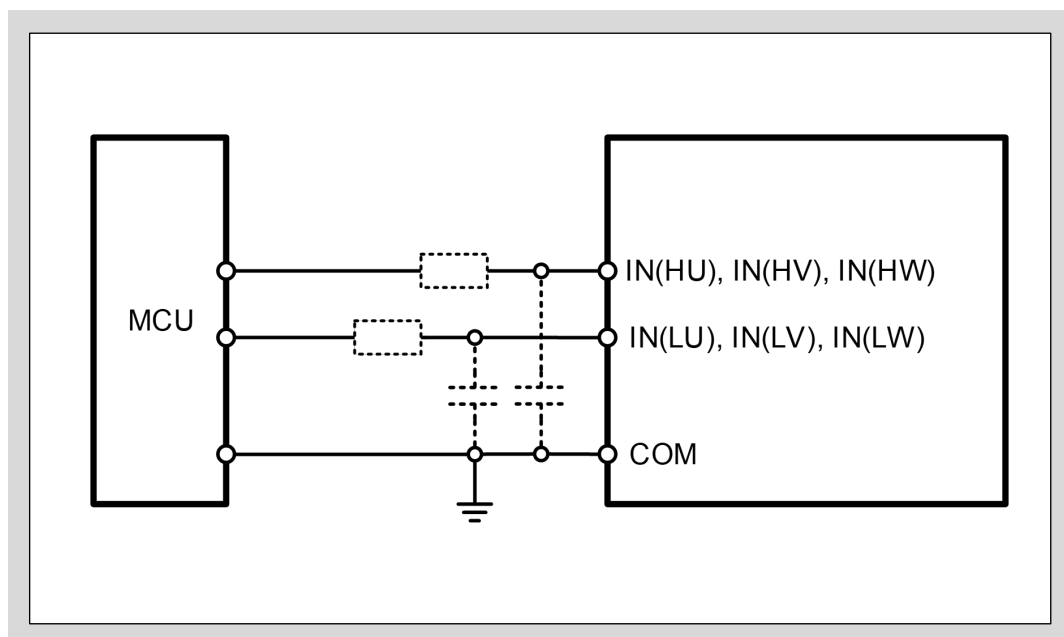 IN(HU), IN(HV), IN(HW)
MCU
IN(LU), IN(LV), IN(LW)
COM